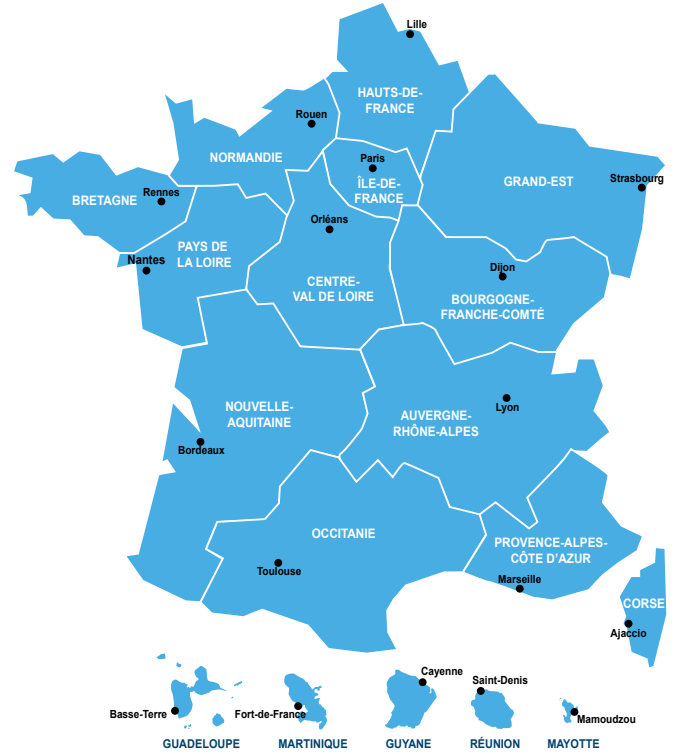 Lille
HAUTS-DE-
FRANCE
Rouen
NORMANDIE
Paris
ÎLE-DE-
FRANCE
GRAND-EST
Strasbourg
BRETAGNE
Rennes
Orléans
PAYS DE
LA LOIRE
Nantes
CENTRE-
VAL DE LOIRE
Dijon
BOURGOGNE-
FRANCHE-COMTÉ
NOUVELLE-
AQUITAINE
Bordeaux
AUVERGNE-
RHÔNE-ALPES
Lyon
OCCITANIE
Toulouse
PROVENCE-ALPES-
CÔTE D'AZUR
Marseille
CORSE
Ajaccio
Basse-Terre
GUADELOUPE
Fort-de-France
MARTINIQUE
Cayenne
GUYANE
Saint-Denis
RÉUNION
Mamoudzou
MAYOTTE